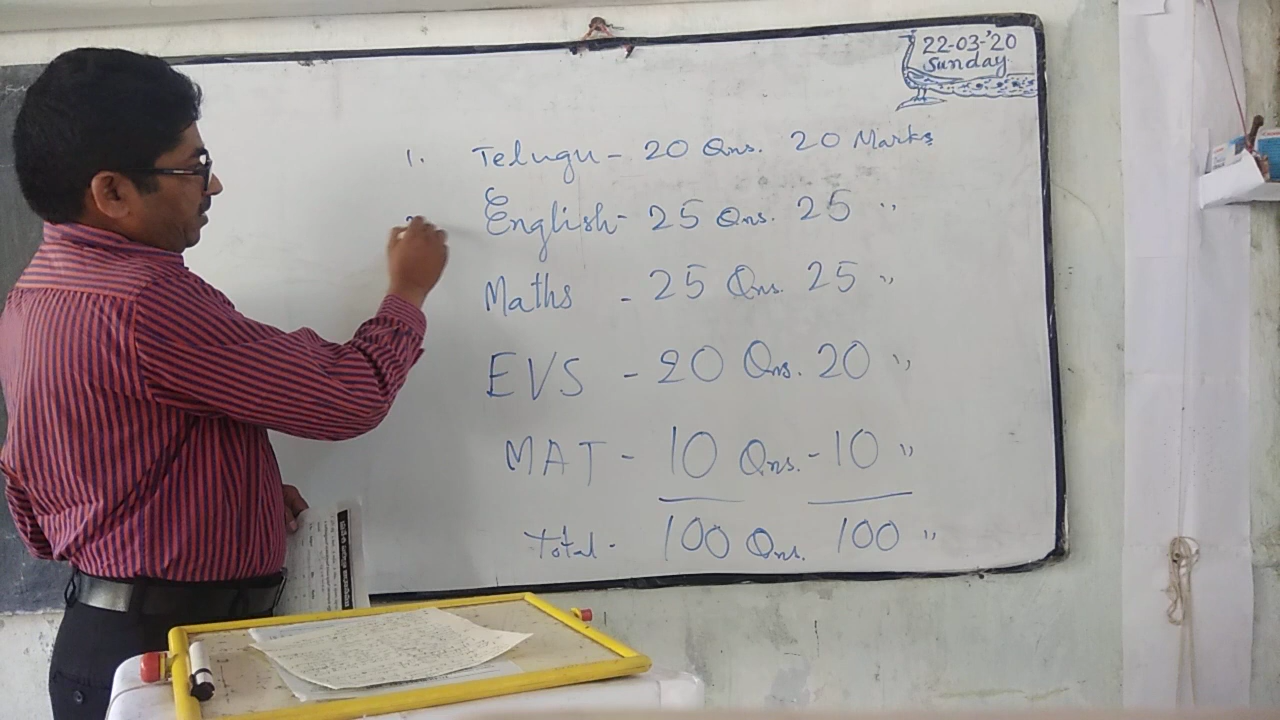 22-03-'20
Sunday
1. Telugu - 20 Qns. 20 Marks
2. English - 25 Qns. 25 "
Maths - 25 Qns. 25 "
EVS - 20 Qns. 20 "
MAT - 10 Qns. - 10 "
Total - 100 Qns. 100 "